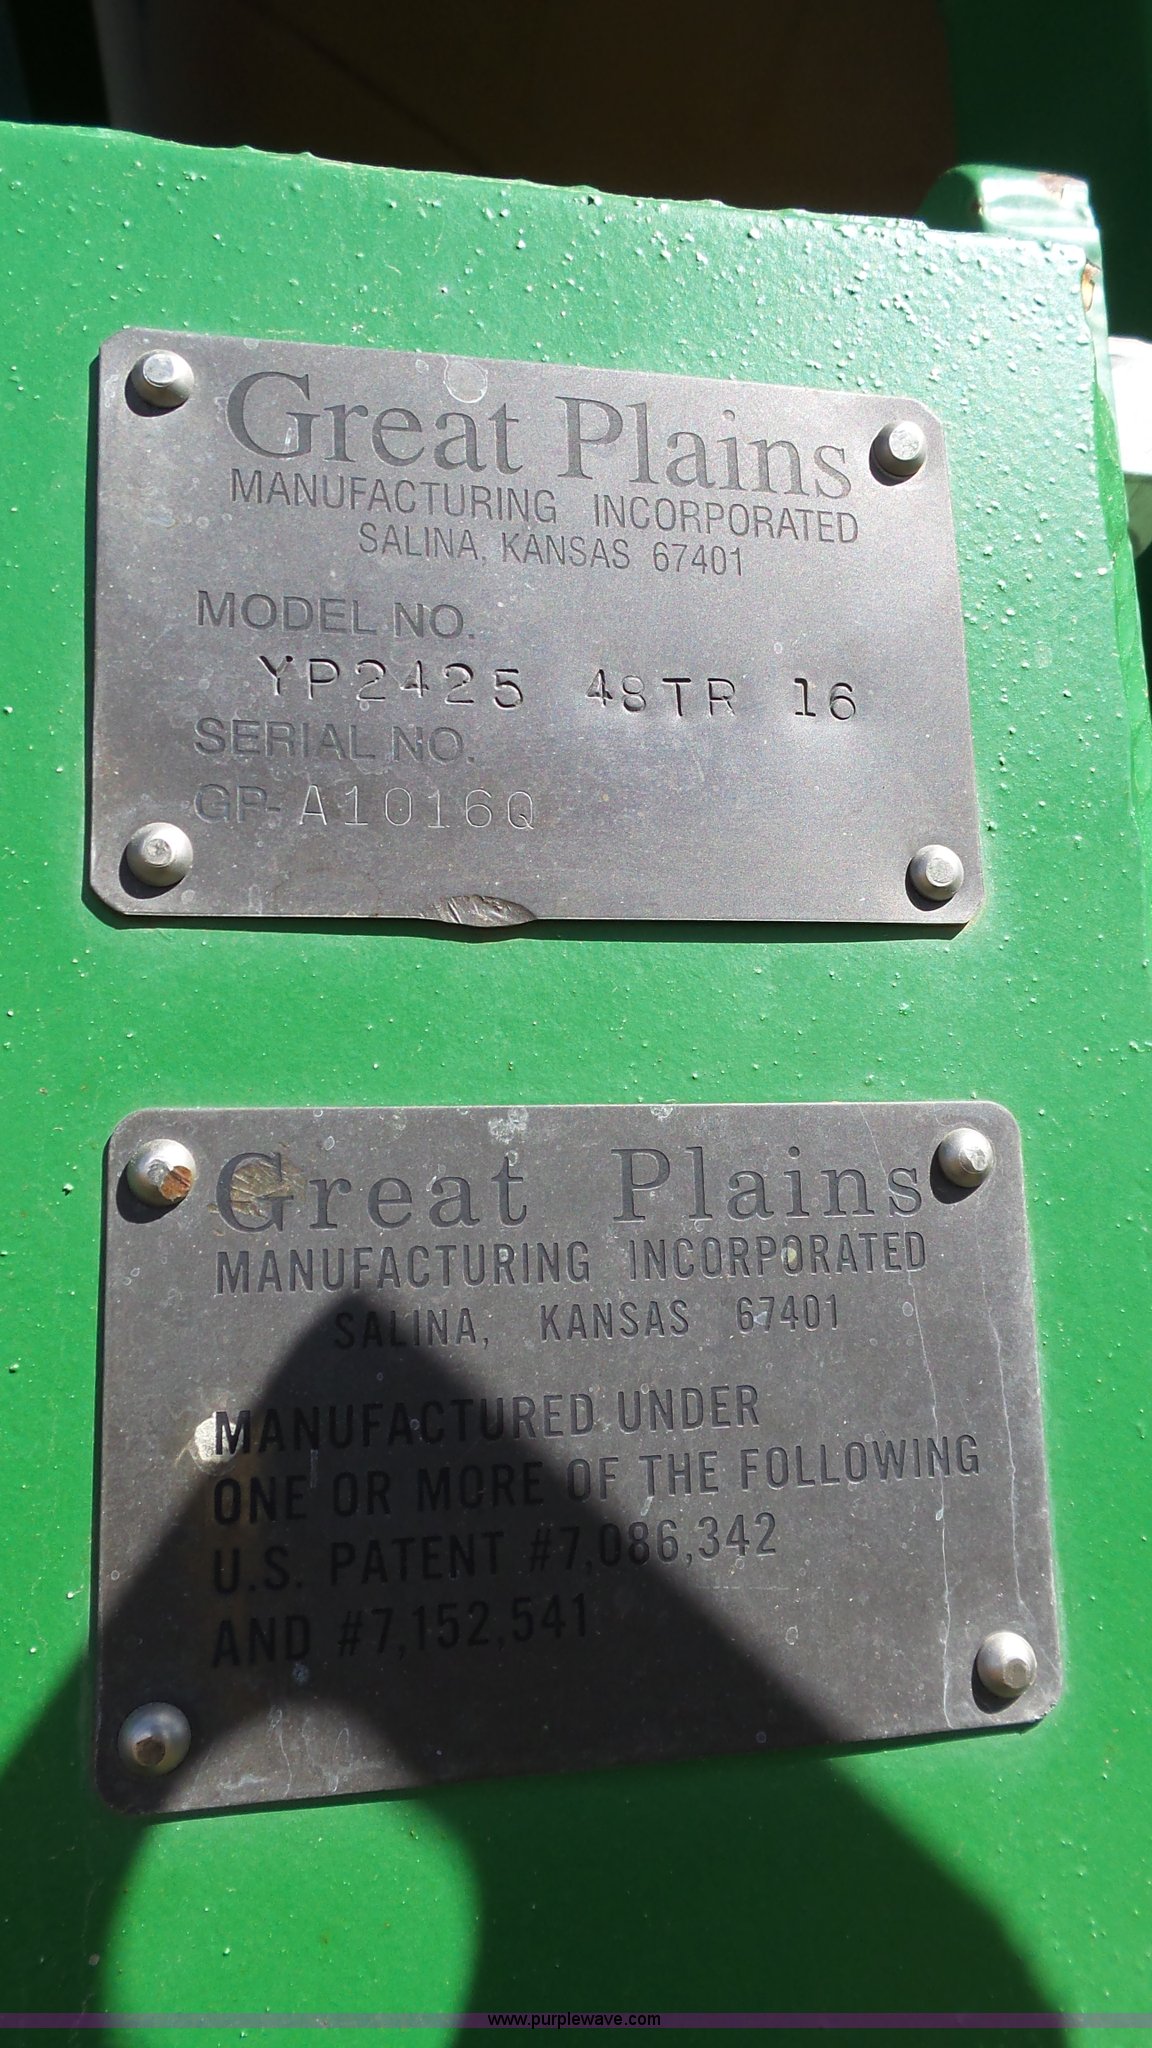 Great Plains
MANUFACTURING INCORPORATED
SALINA, KANSAS 67401
MODEL NO.
YP2425 48TR 16
SERIAL NO.
GP-A1016Q
Great Plains
MANUFACTURING INCORPORATED
SALINA, KANSAS 67401
MANUFACTURED UNDER
ONE OR MORE OF THE FOLLOWING
U.S. PATENT #7,086,342
AND #7,152,541
www.purplewave.com